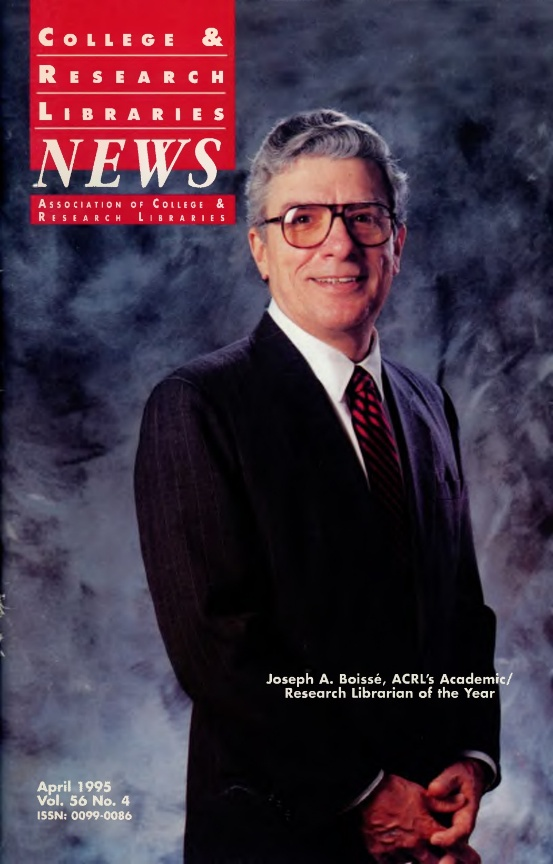 COLLEGE &
RESEARCH
LIBRARIES
NEWS
ASSOCIATION OF COLLEGE &
RESEARCH LIBRARIES
Joseph A. Boissé, ACRL's Academic/
Research Librarian of the Year
April 1995
Vol. 56 No. 4
ISSN: 0099-0086